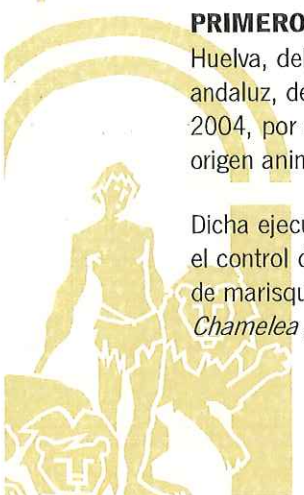 PRIMERO
Huelva, del
andaluz, de
2004, por
origen anim
Dicha ejecu
el control d
de marisqu
Chamelea